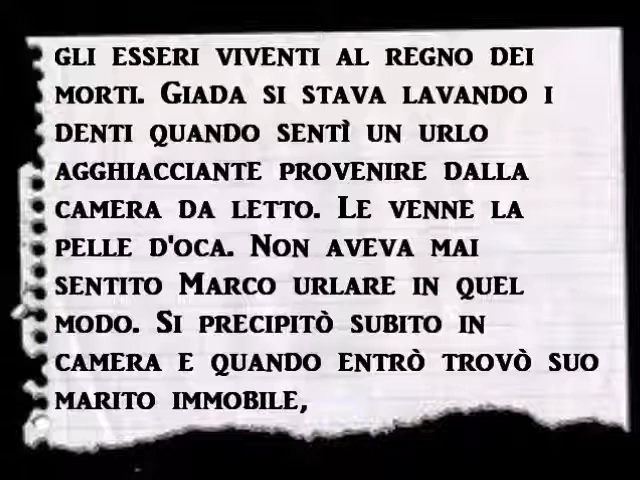 GLI ESSERI VIVENTI AL REGNO DEI
MORTI. GIADA SI STAVA LAVANDO I
DENTI QUANDO SENTÌ UN URLO
AGGHIACCIANTE PROVENIRE DALLA
CAMERA DA LETTO. LE VENNE LA
PELLE D'OCA. NON AVEVA MAI
SENTITO MARCO URLARE IN QUEL
MODO. SI PRECIPITÒ SUBITO IN
CAMERA E QUANDO ENTRÒ TROVÒ SUO
MARITO IMMOBILE,